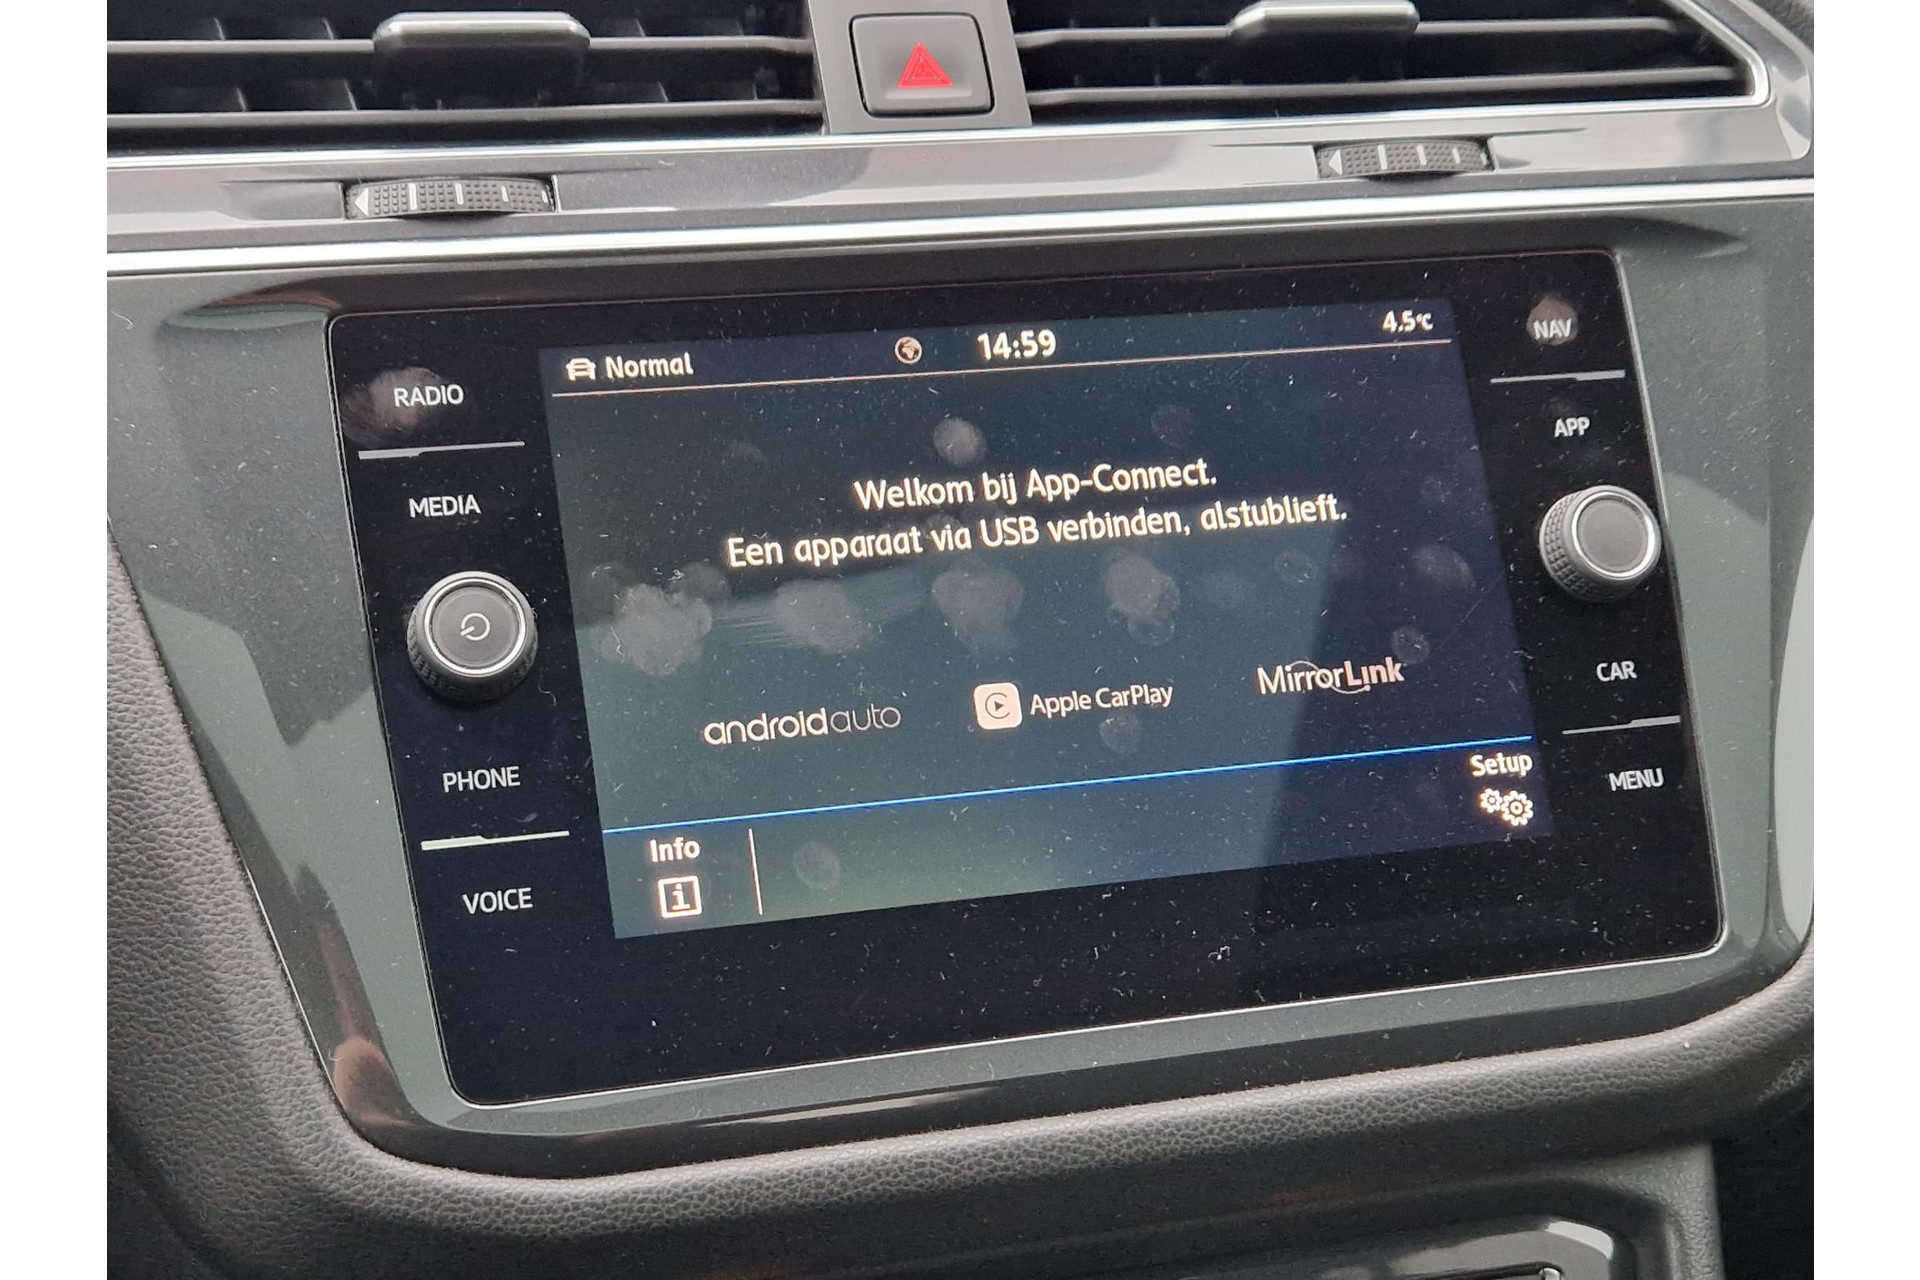 Normal
14:59
4.5°C
NAV
RADIO
APP
MEDIA
Welkom bij App-Connect.
Een apparaat via USB verbinden, alstublieft.
androidauto
Apple CarPlay
MirrorLink
CAR
PHONE
Setup
MENU
Info
i
VOICE